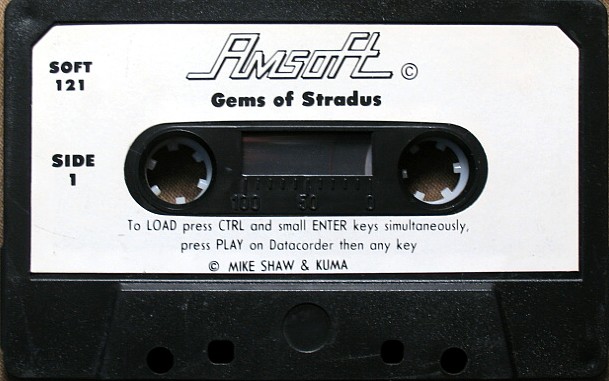 SOFT
121
Amsoft ©
Gems of Stradus
SIDE
1
100 50 0
To LOAD press CTRL and small ENTER keys simultaneously,
press PLAY on Datacorder then any key
© MIKE SHAW & KUMA